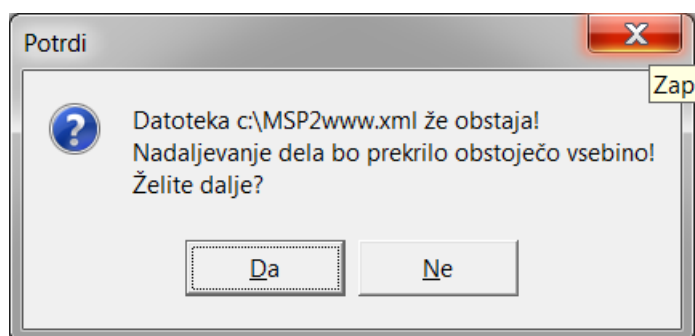 Potrdi
X
Zap
?
Datoteka c:\MSP2www.xml že obstaja!
Nadaljevanje dela bo prekrilo obstoječo vsebino!
Želite dalje?
Da
Ne